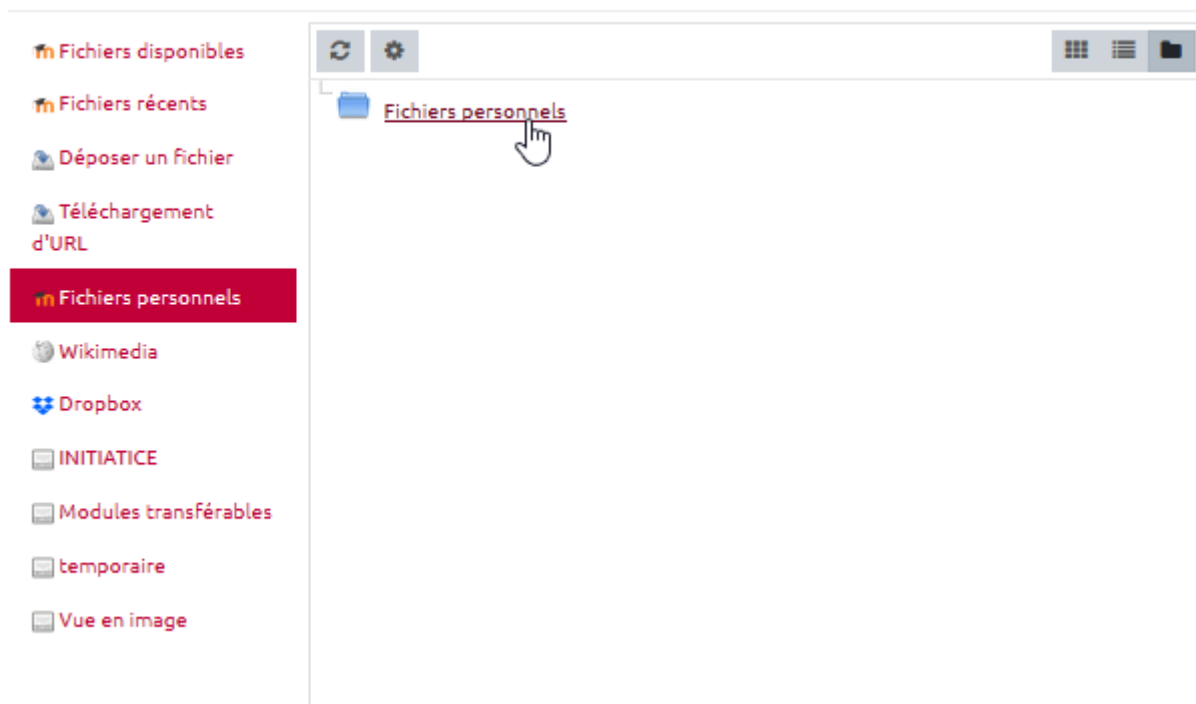 Fichiers disponibles
Fichiers récents
Déposer un fichier
Téléchargement
d'URL
Fichiers personnels
Wikimedia
Dropbox
INITIATICE
Modules transférables
temporaire
Vue en image
Fichiers personnels